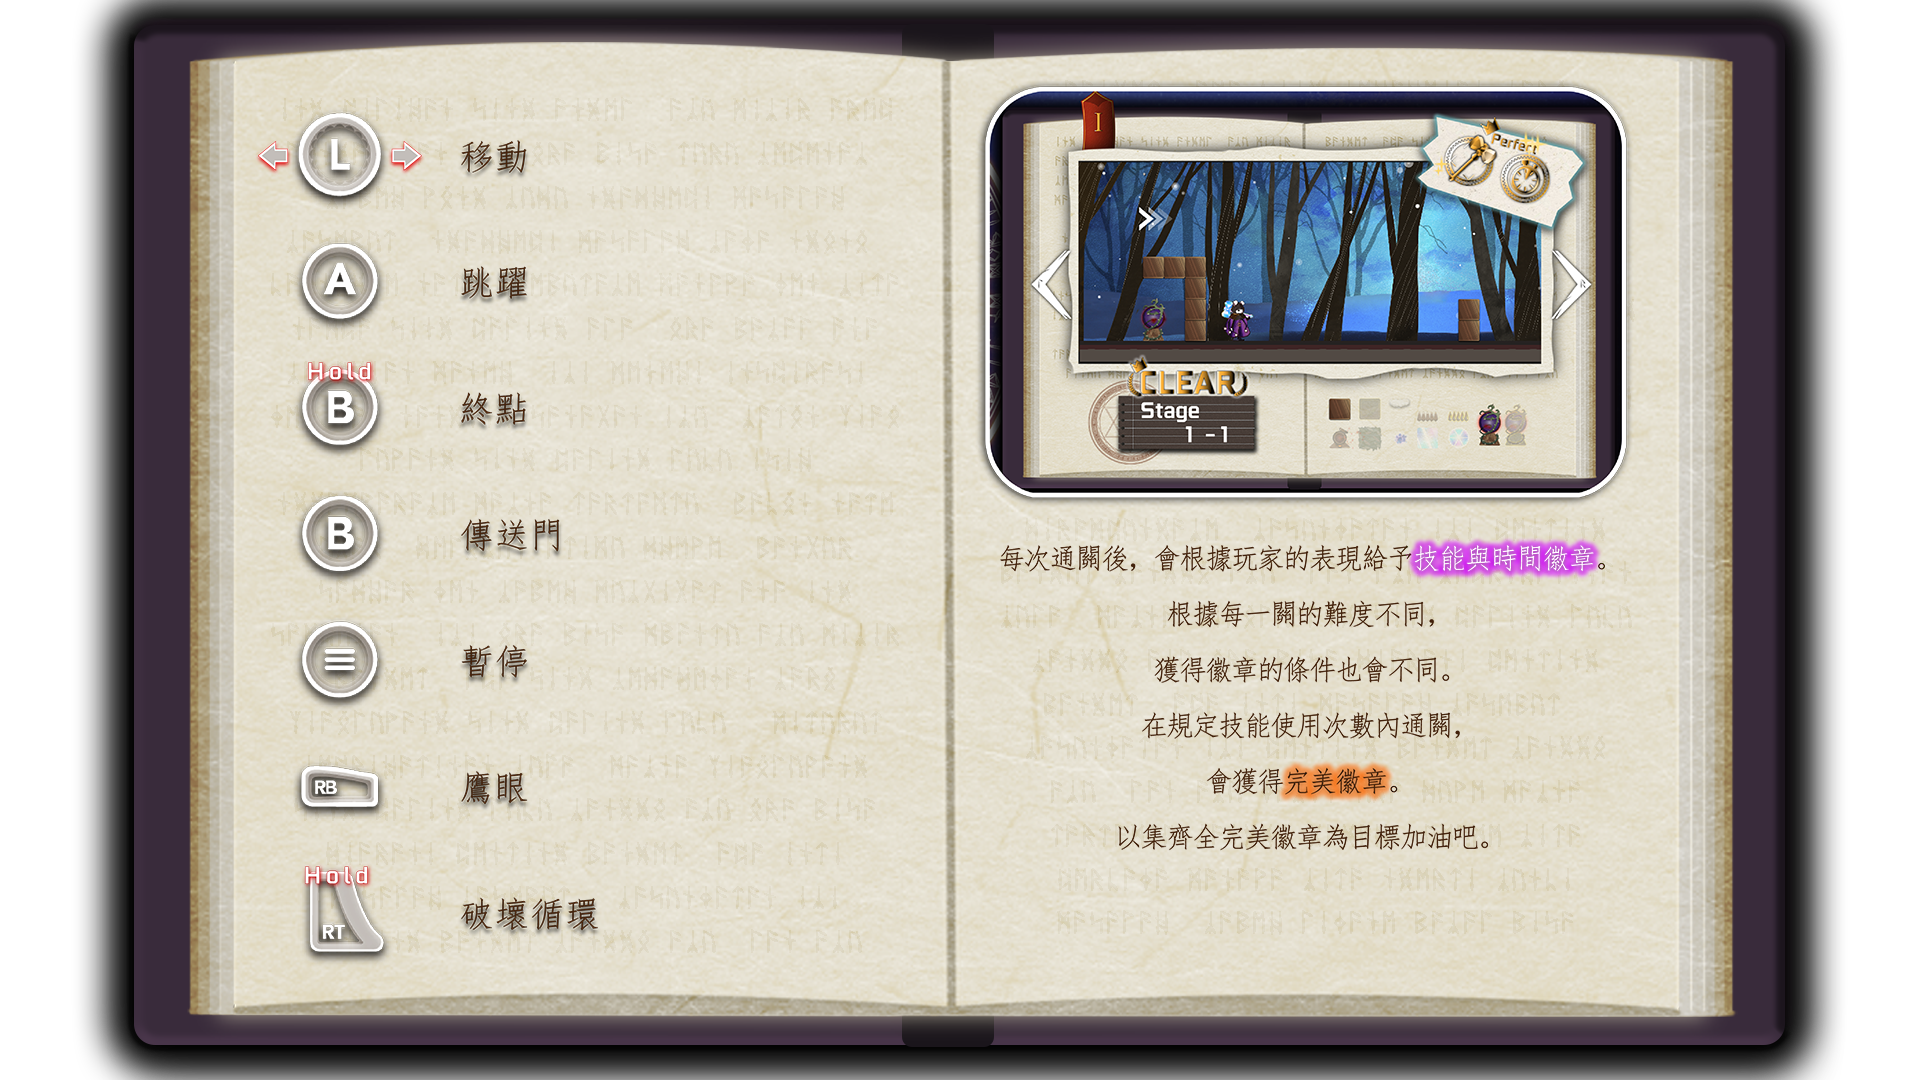 L
移動
A
跳躍
Hold
B
終點
B
傳送門
暫停
RB
鷹眼
Hold
RT
破壞循環
I
Perfect
CLEAR
Stage
1 - 1
每次通關後，會根據玩家的表現給予技能與時間徽章。
根據每一關的難度不同，
獲得徽章的條件也會不同。
在規定技能使用次數內通關，
會獲得完美徽章。
以集齊全完美徽章為目標加油吧。